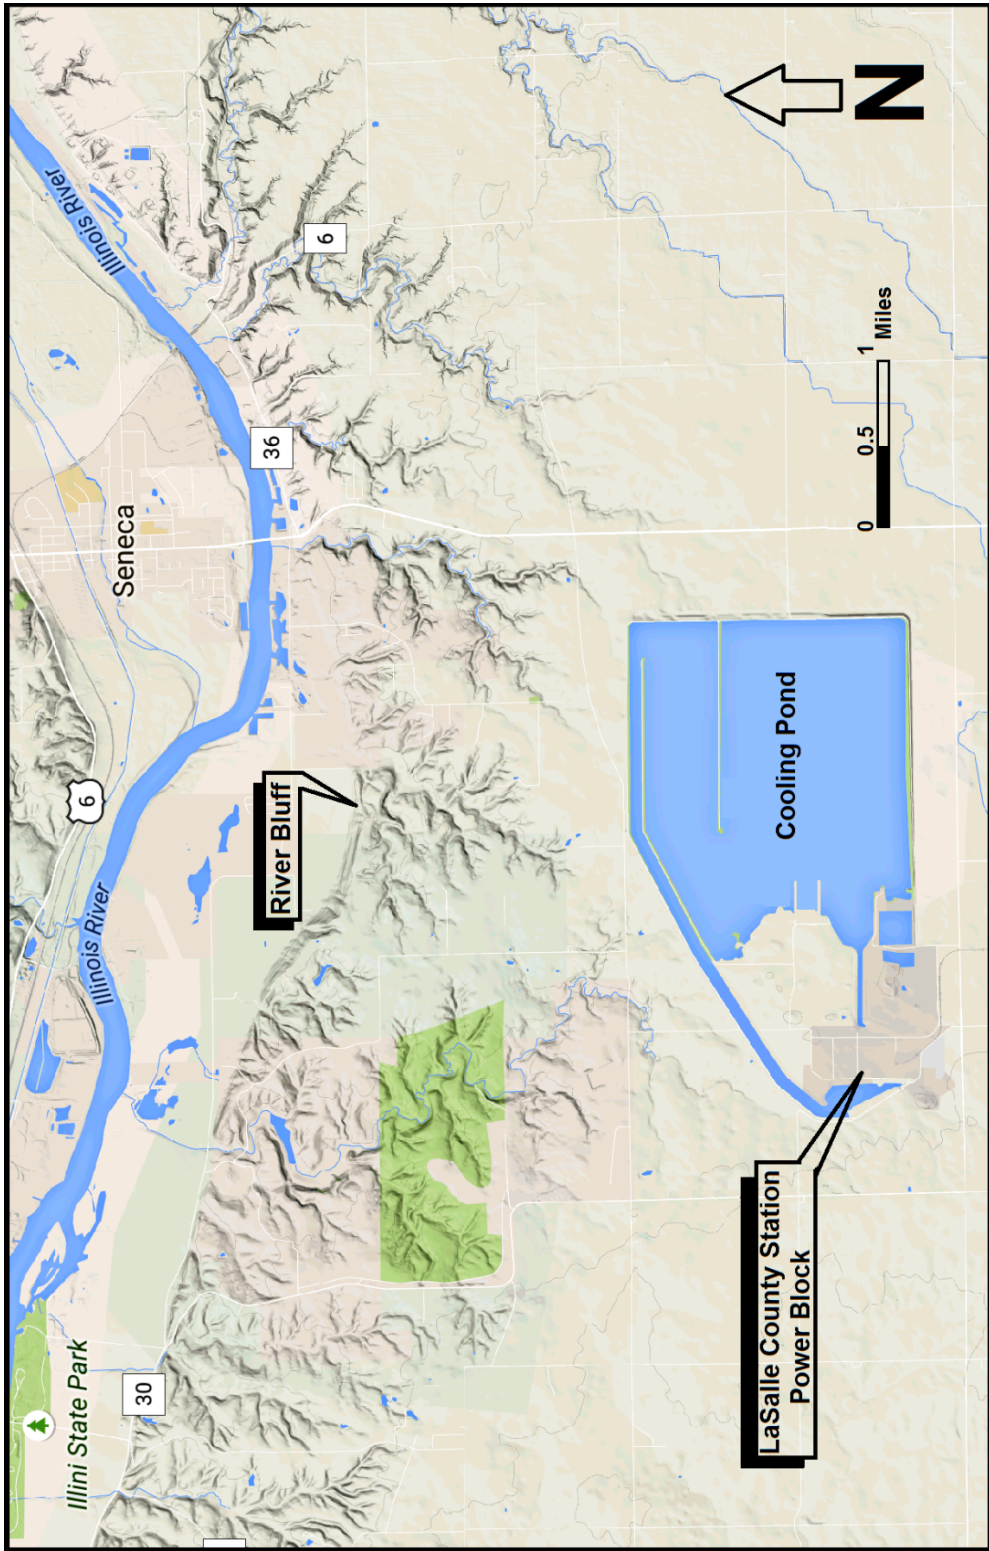 Illini State Park
30
Illinois River
6
Seneca
36
6
Illinois River
River Bluff
LaSalle County Station
Power Block
Cooling Pond
0
0.5
1
Miles
N